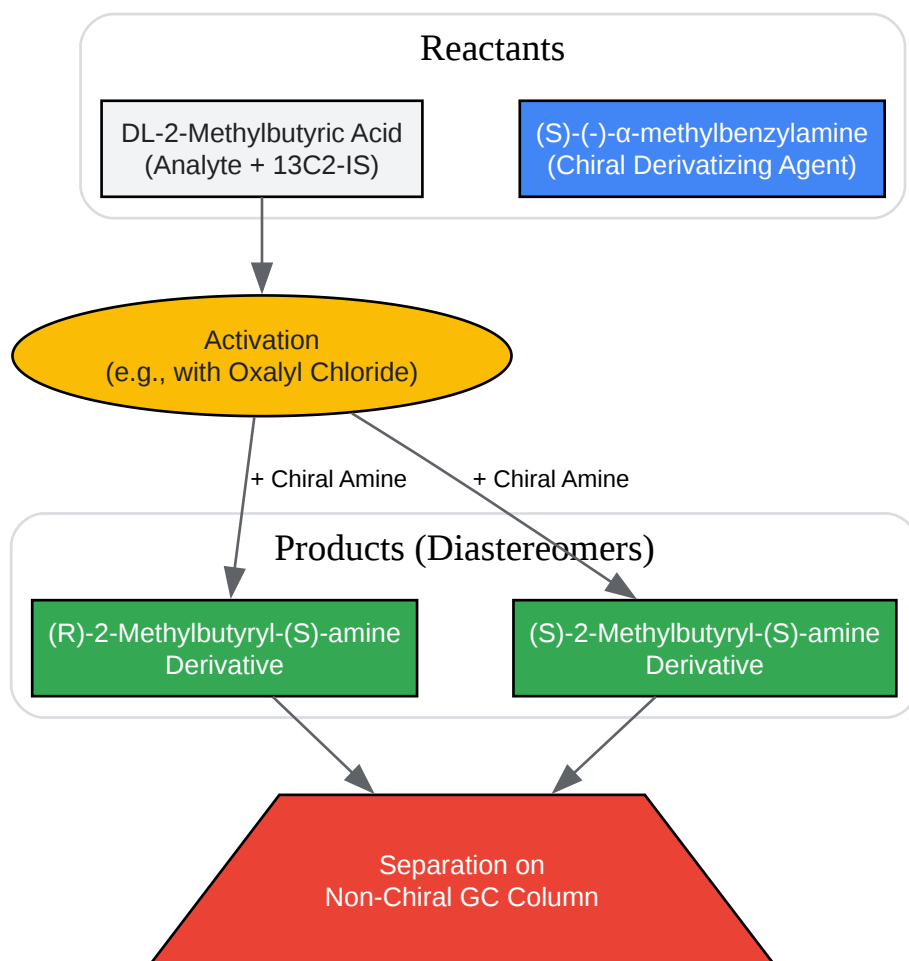 Reactants
DL-2-Methylbutyric Acid
(Analyte + 13C2-IS)
(S)-(-)-α-methylbenzylamine
(Chiral Derivatizing Agent)
Activation
(e.g., with Oxalyl Chloride)
+ Chiral Amine
+ Chiral Amine
Products (Diastereomers)
(R)-2-Methylbutyryl-(S)-amine
Derivative
(S)-2-Methylbutyryl-(S)-amine
Derivative
Separation on
Non-Chiral GC Column